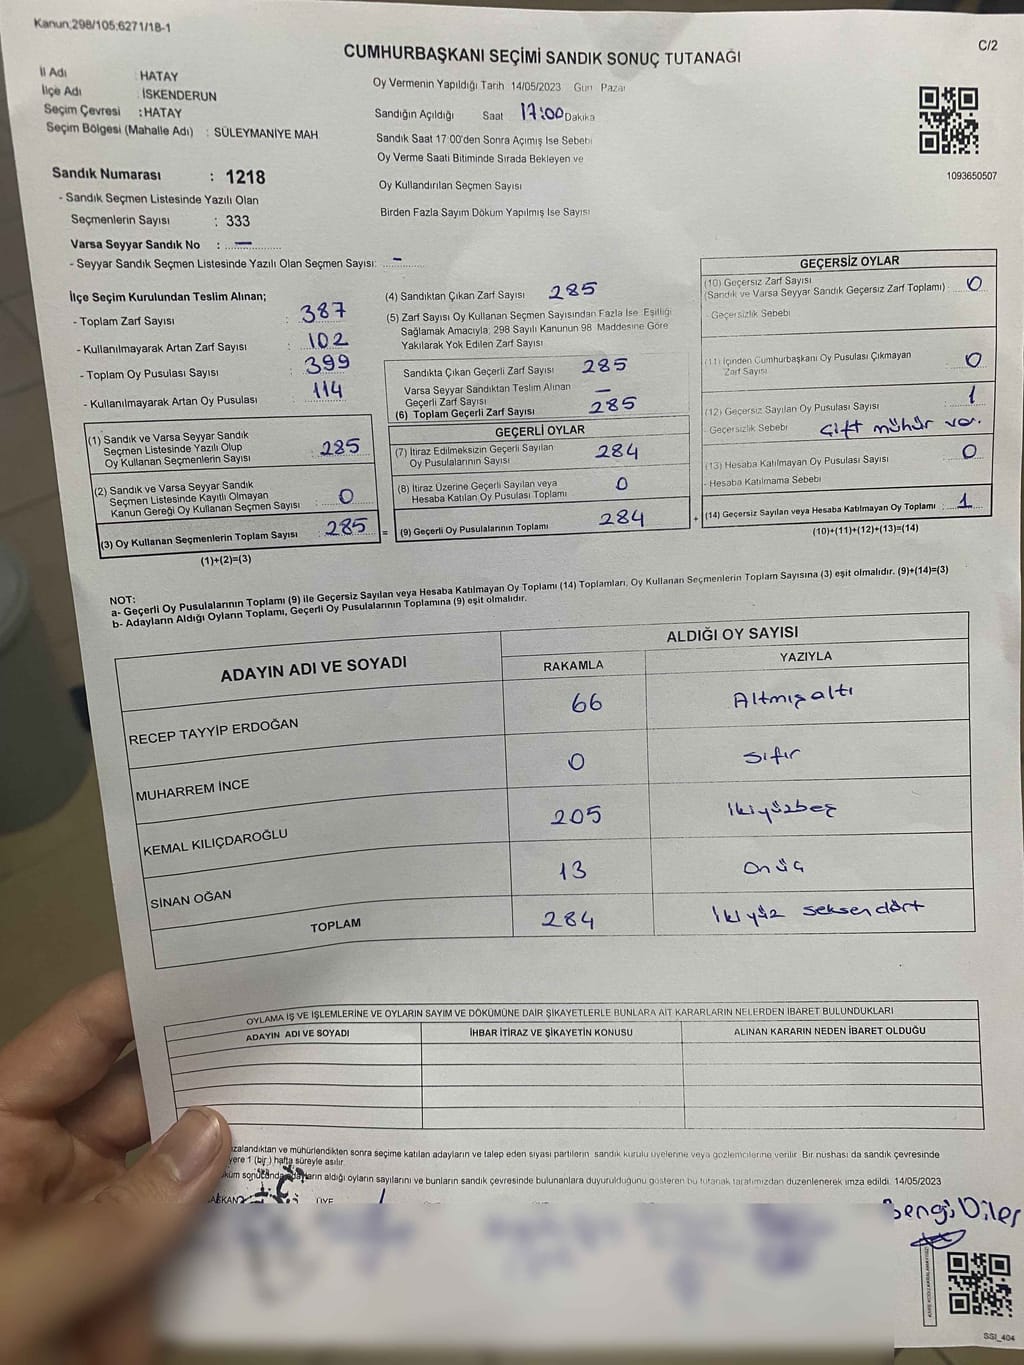 Kanun;298/105;6271/18-1
C/2
CUMHURBAŞKANI SEÇİMİ SANDIK SONUÇ TUTANAĞI
İl Adı : HATAY
İlçe Adı : İSKENDERUN
Seçim Çevresi : HATAY
Seçim Bölgesi (Mahalle Adı) : SÜLEYMANİYE MAH.
Sandık Numarası : 1218
- Sandık Seçmen Listesinde Yazılı Olan
Seçmenlerin Sayısı : 333
Varsa Seyyar Sandık No : —
- Seyyar Sandık Seçmen Listesinde Yazılı Olan Seçmen Sayısı: -
Oy Vermenin Yapıldığı Tarih 14/05/2023 Gün Pazar
Sandığın Açıldığı Saat 17:00 Dakika
Sandık Saat 17:00'den Sonra Açımış İse Sebebi
Oy Verme Saati Bitiminde Sırada Bekleyen ve
Oy Kullandırılan Seçmen Sayısı
Birden Fazla Sayım Döküm Yapılmış İse Sayısı
1093650507
İlçe Seçim Kurulundan Teslim Alınan;
- Toplam Zarf Sayısı : 387
- Kullanılmayarak Artan Zarf Sayısı : 102
- Toplam Oy Pusulası Sayısı : 399
- Kullanılmayarak Artan Oy Pusulası : 114
(1) Sandık ve Varsa Seyyar Sandık
Seçmen Listesinde Yazılı Olup
Oy Kullanan Seçmenlerin Sayısı : 285
(2) Sandık ve Varsa Seyyar Sandık
Seçmen Listesinde Kayıtlı Olmayan
Kanun Gereği Oy Kullanan Seçmen Sayısı : 0
(3) Oy Kullanan Seçmenlerin Toplam Sayısı : 285
(1)+(2)=(3)
(4) Sandıktan Çıkan Zarf Sayısı 285
(5) Zarf Sayısı Oy Kullanan Seçmen Sayısından Fazla İse, Eşitliği
Sağlamak Amacıyla, 298 Sayılı Kanunun 98. Maddesine Göre
Yakılarak Yok Edilen Zarf Sayısı
Sandıkta Çıkan Geçerli Zarf Sayısı 285
Varsa Seyyar Sandıktan Teslim Alınan
Geçerli Zarf Sayısı —
(6) Toplam Geçerli Zarf Sayısı 285
GEÇERLİ OYLAR
(7) İtiraz Edilmeksizin Geçerli Sayılan
Oy Pusulalarının Sayısı 284
(8) İtiraz Üzerine Geçerli Sayılan veya
Hesaba Katılan Oy Pusulası Toplamı 0
= (9) Geçerli Oy Pusulalarının Toplamı 284
GEÇERSİZ OYLAR
(10) Geçersiz Zarf Sayısı
(Sandık ve Varsa Seyyar Sandık Geçersiz Zarf Toplamı) : 0
- Geçersizlik Sebebi
(11) İçinden Cumhurbaşkanı Oy Pusulası Çıkmayan
Zarf Sayısı 0
(12) Geçersiz Sayılan Oy Pusulası Sayısı 1
- Geçersizlik Sebebi Çift mühür var.
(13) Hesaba Katılmayan Oy Pusulası Sayısı 0
- Hesaba Katılmama Sebebi
+ (14) Geçersiz Sayılan veya Hesaba Katılmayan Oy Toplamı : 1
(10)+(11)+(12)+(13)=(14)
NOT:
a- Geçerli Oy Pusulalarının Toplamı (9) ile Geçersiz Sayılan veya Hesaba Katılmayan Oy Toplamı (14) Toplamları, Oy Kullanan Seçmenlerin Toplam Sayısına (3) eşit olmalıdır. (9)+(14)=(3)
b- Adayların Aldığı Oyların Toplamı, Geçerli Oy Pusulalarının Toplamına (9) eşit olmalıdır.
ADAYIN ADI VE SOYADI
ALDIĞI OY SAYISI
RAKAMLA YAZIYLA
RECEP TAYYİP ERDOĞAN 66 Altmışaltı
MUHARREM İNCE 0 sıfır
KEMAL KILIÇDAROĞLU 205 İkiyüzbeş
SİNAN OĞAN 13 Onüç
TOPLAM 284 İkiyüz seksendört
OYLAMA İŞ VE İŞLEMLERİNE VE OYLARIN SAYIM VE DÖKÜMÜNE DAİR ŞİKAYETLERLE BUNLARA AİT KARARLARIN NELERDEN İBARET BULUNDUKLARI
ADAYIN ADI VE SOYADI İHBAR İTİRAZ VE ŞİKAYETİN KONUSU ALINAN KARARIN NEDEN İBARET OLDUĞU
zalandıktan ve mühürlendikten sonra seçime katılan adayların ve talep eden siyasi partilerin sandık kurulu üyelerine veya gözlemcilerine verilir. Bir nushası da sandık çevresinde
yere 1 (bir) hafta süreyle asılır.
aldığı oyların sayılarını ve bunların sandık çevresinde bulunanlara duyurulduğunu gösteren bu tutanak tarafımızdan düzenlenerek imza edildi. 14/05/2023
ÜYE
Bengü Diler
SSI_404